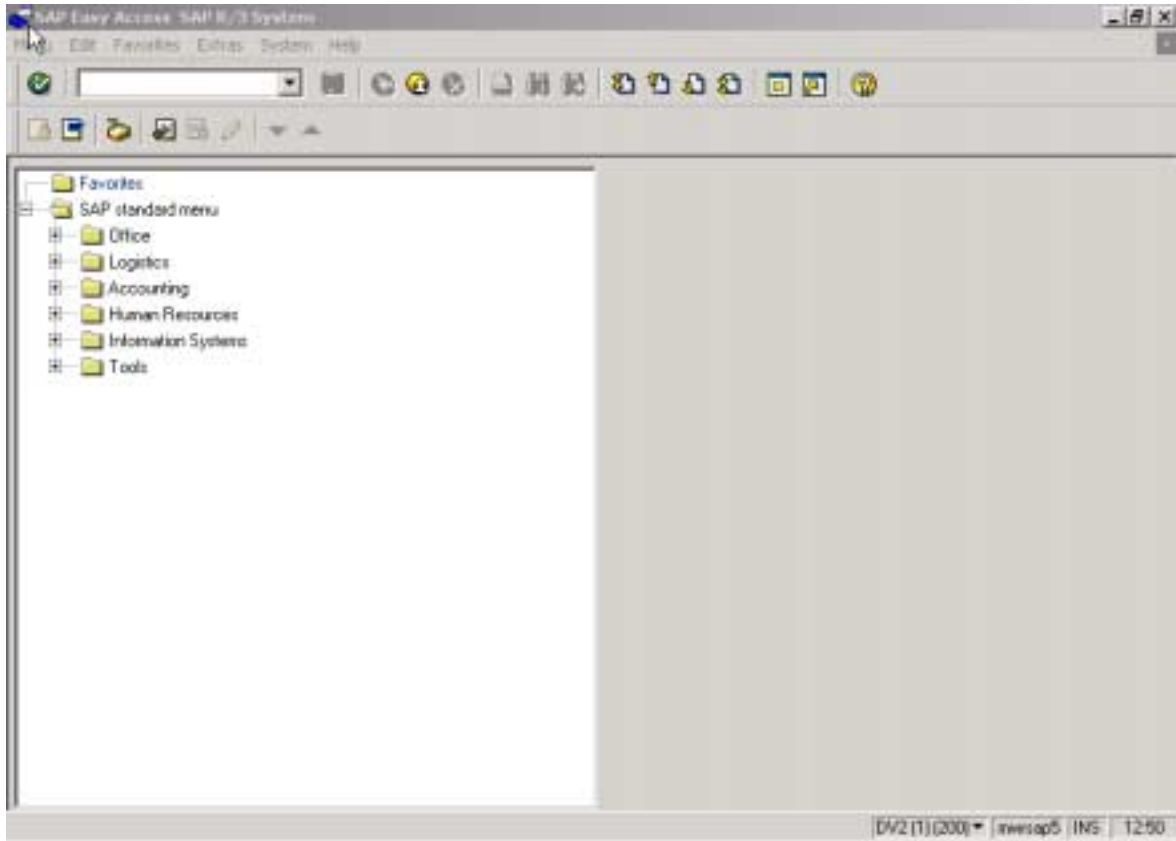 SAP Easy Access SAP R/3 System
Menu Edit Favorites Extras System Help
Favorites
SAP standard menu
Office
Logistics
Accounting
Human Resources
Information Systems
Tools
DV2 (1) (200) INS 12:50